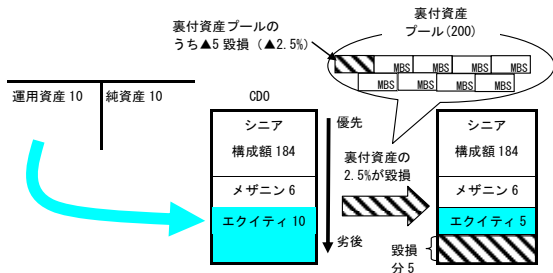 裏付資産プールの
うち▲5 毀損（▲2.5%）
裏付資産
プール(200)
MBS MBS MBS MBS
MBS MBS MBS MBS
運用資産 10 純資産 10
CDO
シニア
構成額 184
メザニン 6
エクイティ 10
優先
劣後
裏付資産の
2.5%が毀損
シニア
構成額 184
メザニン 6
エクイティ 5
毀損
分 5